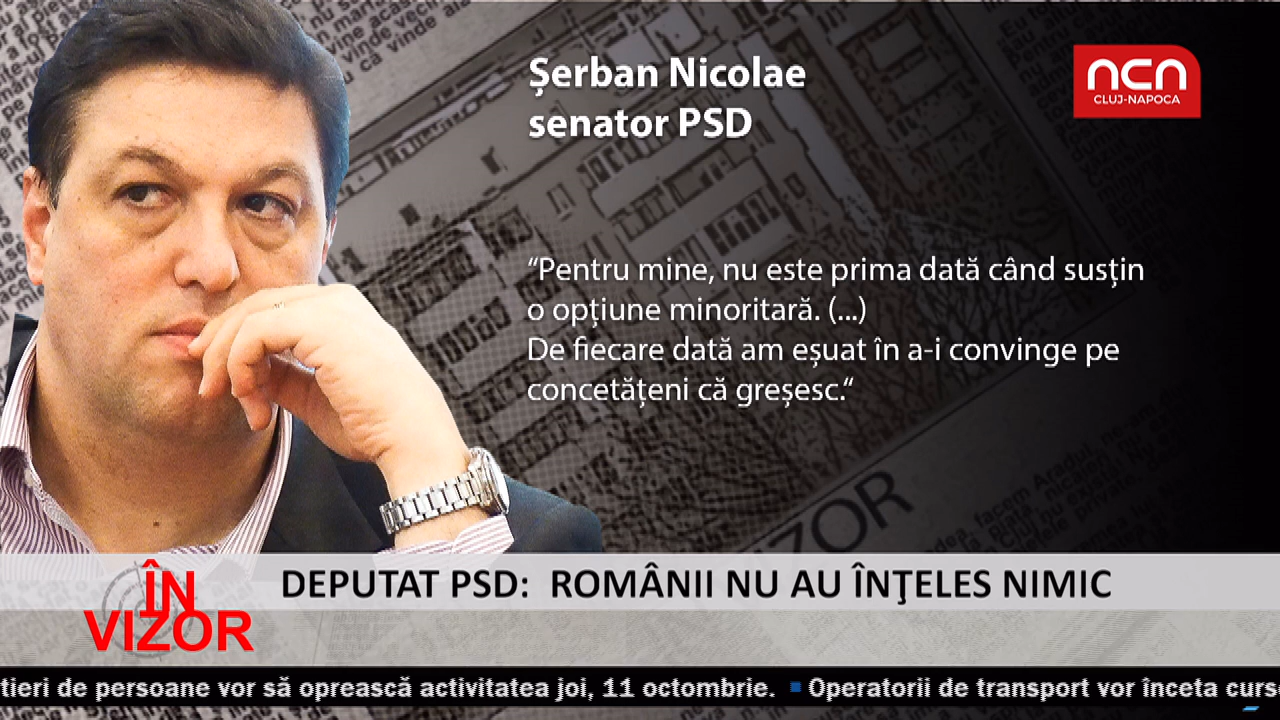 Șerban Nicolae
senator PSD
ncn
CLUJ-NAPOCA
“Pentru mine, nu este prima dată când susțin
o opțiune minoritară. (...)
De fiecare dată am eșuat în a-i convinge pe
concetățeni că greșesc.“
VIZOR
ÎN
VIZOR
DEPUTAT PSD: ROMÂNII NU AU ÎNŢELES NIMIC
tieri de persoane vor să oprească activitatea joi, 11 octombrie. ■ Operatorii de transport vor înceta curs